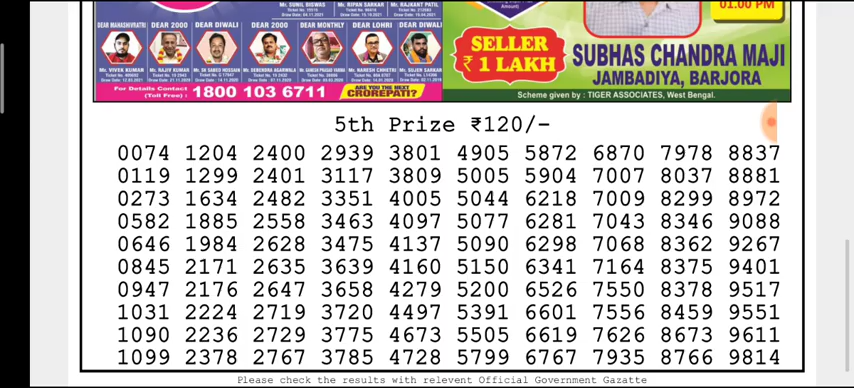 Mr. SUNIL BISWAS
Mr. RIPAN SARKAR
Mr. RAJKANT PATIL
01.00 PM
DEAR MAHASHIVRATRI DEAR 2000 DEAR DIWALI DEAR 2000 DEAR MONTHLY DEAR LOHRI DEAR DIWALI
Mr. VIVEK KUMAR
Mr. RAJIV KUMAR
SELLER
₹ 1 LAKH
SUBHAS CHANDRA MAJI
JAMBADIYA, BARJORA
For Details Contact
(Toll Free) : 1800 103 6711
ARE YOU THE NEXT
CROREPATI?
Scheme given by : TIGER ASSOCIATES, West Bengal.
5th Prize ₹120/-
0074 1204 2400 2939 3801 4905 5872 6870 7978 8837
0119 1299 2401 3117 3809 5005 5904 7007 8037 8881
0273 1634 2482 3351 4005 5044 6218 7009 8299 8972
0582 1885 2558 3463 4097 5077 6281 7043 8346 9088
0646 1984 2628 3475 4137 5090 6298 7068 8362 9267
0845 2171 2635 3639 4160 5150 6341 7164 8375 9401
0947 2176 2647 3658 4279 5200 6526 7550 8378 9517
1031 2224 2719 3720 4497 5391 6601 7556 8459 9551
1090 2236 2729 3775 4673 5505 6619 7626 8673 9611
1099 2378 2767 3785 4728 5799 6767 7935 8766 9814
Please check the results with relevent Official Government Gazatte